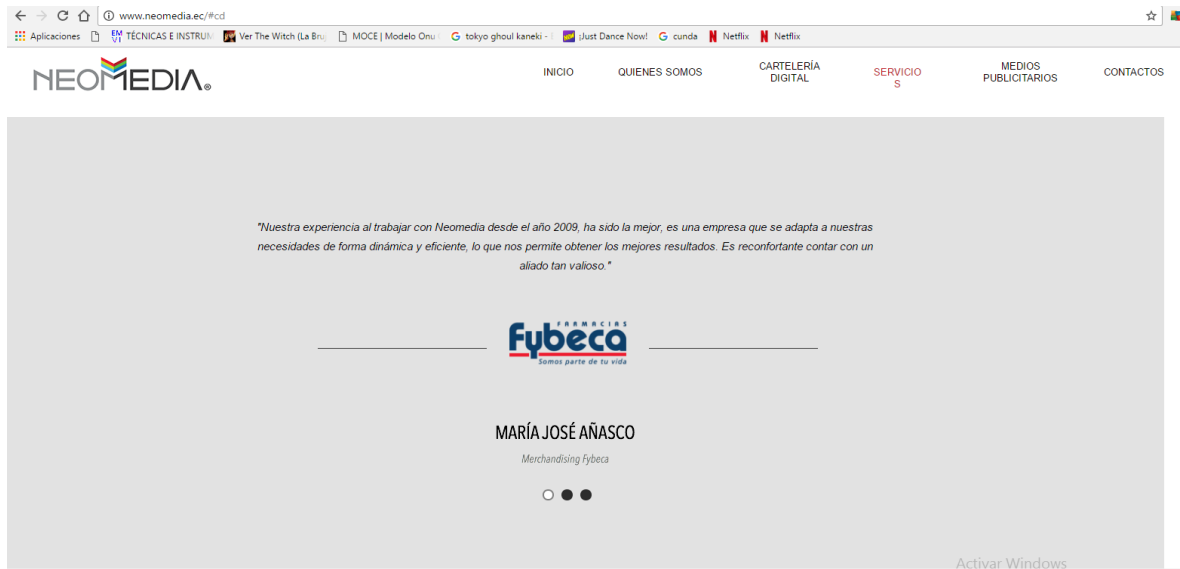 www.neomedia.ec/#cd
Aplicaciones TÉCNICAS E INSTRUM Ver The Witch (La Bruj MOCE | Modelo Onu G tokyo ghoul kaneki - ¡Just Dance Now! G cunda N Netflix N Netflix
NEOMEDIA®
INICIO QUIENES SOMOS CARTELERÍA DIGITAL SERVICIO S MEDIOS PUBLICITARIOS CONTACTOS
"Nuestra experiencia al trabajar con Neomedia desde el año 2009, ha sido la mejor, es una empresa que se adapta a nuestras
necesidades de forma dinámica y eficiente, lo que nos permite obtener los mejores resultados. Es reconfortante contar con un
aliado tan valioso."
FARMACIAS
Fybeca
Somos parte de tu vida
MARÍA JOSÉ AÑASCO
Merchandising Fybeca
Activar Windows